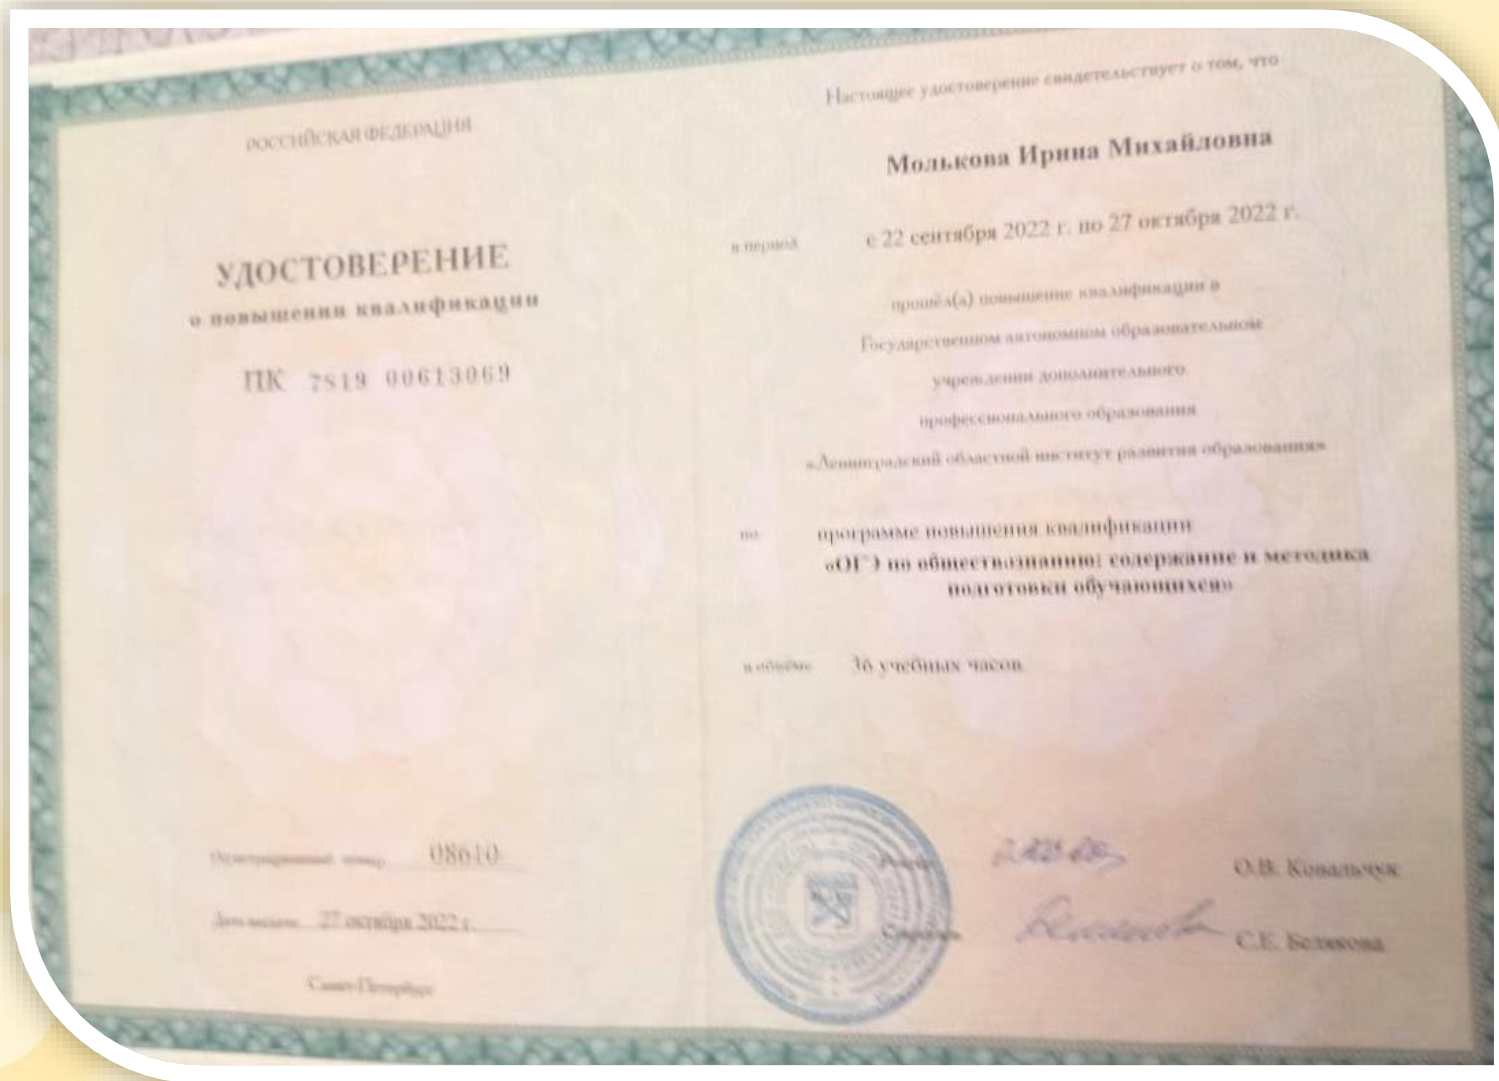 РОССИЙСКАЯ ФЕДЕРАЦИЯ
УДОСТОВЕРЕНИЕ
о повышении квалификации
ПК 7819 00613069
Регистрационный номер 08610
Дата выдачи 27 октября 2022 г.
Санкт-Петербург
Настоящее удостоверение свидетельствует о том, что
Молькова Ирина Михайловна
в период с 22 сентября 2022 г. по 27 октября 2022 г.
прошёл(а) повышение квалификации в
Государственном автономном образовательном
учреждении дополнительного
профессионального образования
«Ленинградский областной институт развития образования»
по программе повышения квалификации
«ОГЭ по обществознанию: содержание и методика
подготовки обучающихся»
в объёме 36 учебных часов
О.В. Ковальчук
С.Е. Белякова